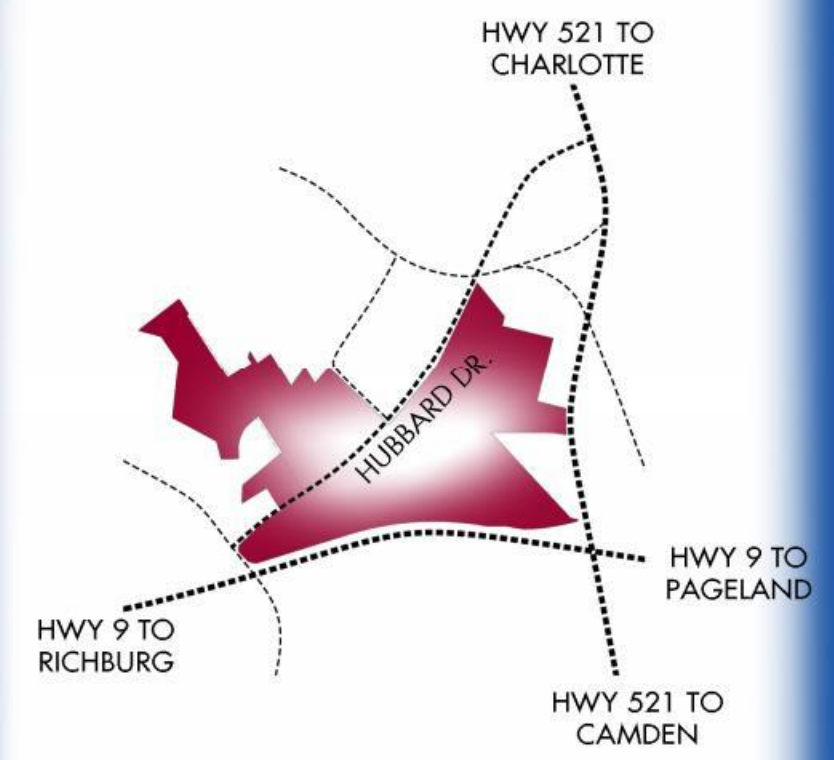 HWY 521 TO
CHARLOTTE
HUBBARD DR.
HWY 9 TO
PAGELAND
HWY 9 TO
RICHBURG
HWY 521 TO
CAMDEN